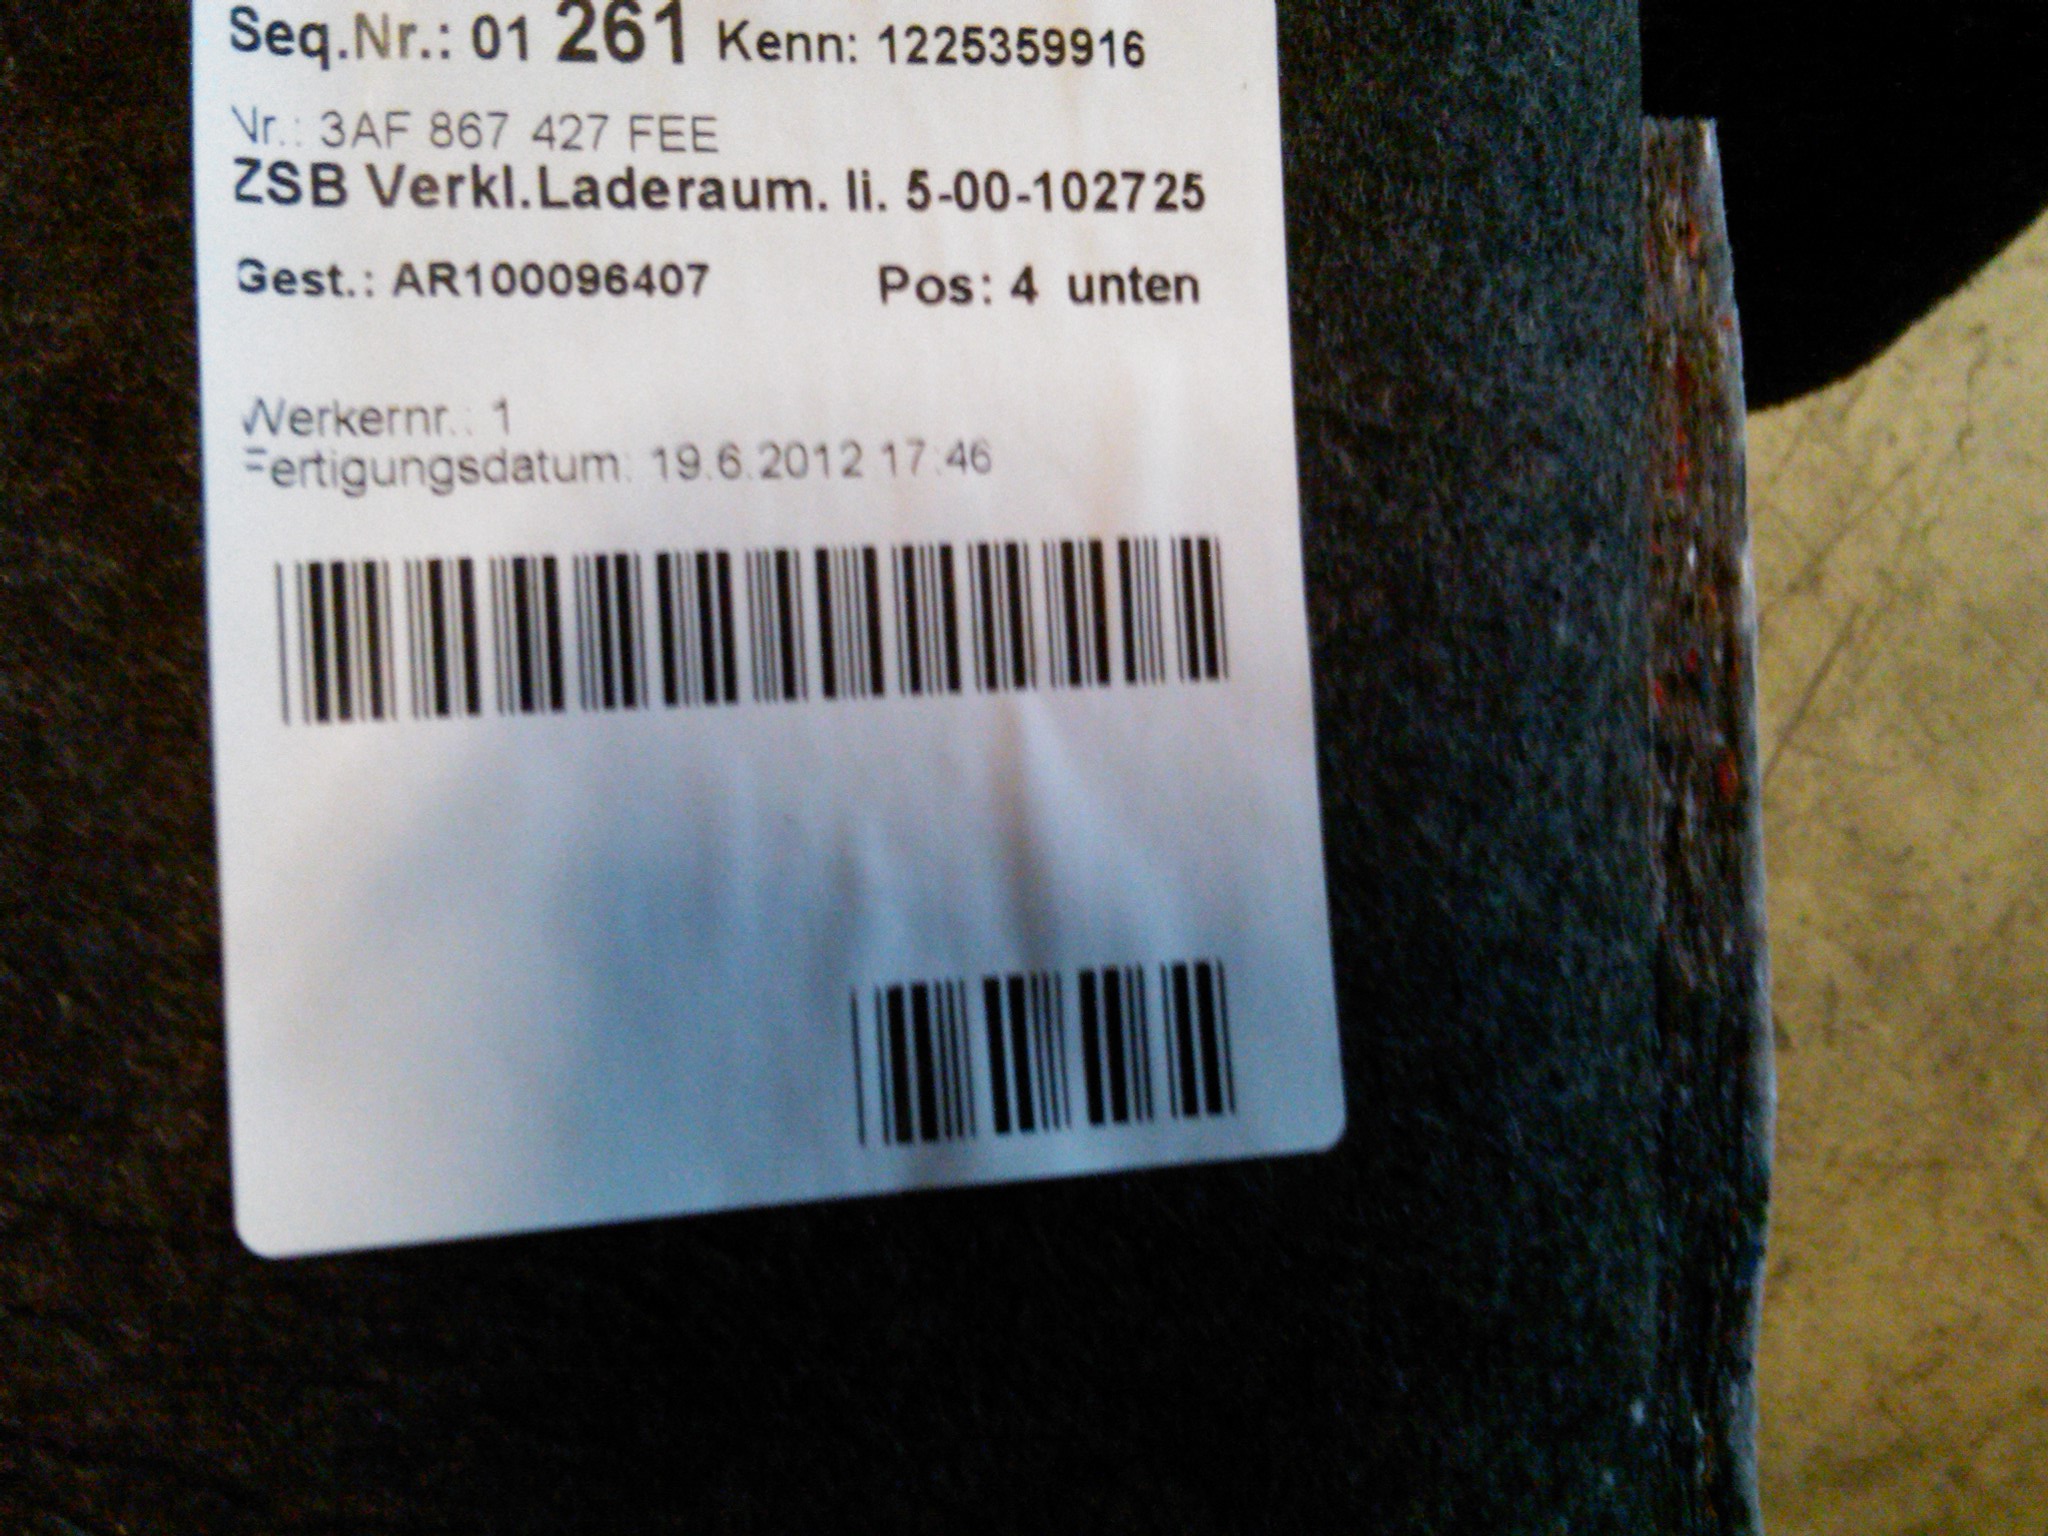 Seq.Nr.: 01 261 Kenn: 1225359916
Nr.: 3AF 867 427 FEE
ZSB Verkl.Laderaum. li. 5-00-102725
Gest.: AR100096407 Pos: 4 unten
Werkernr.: 1
Fertigungsdatum: 19.6.2012 17:46